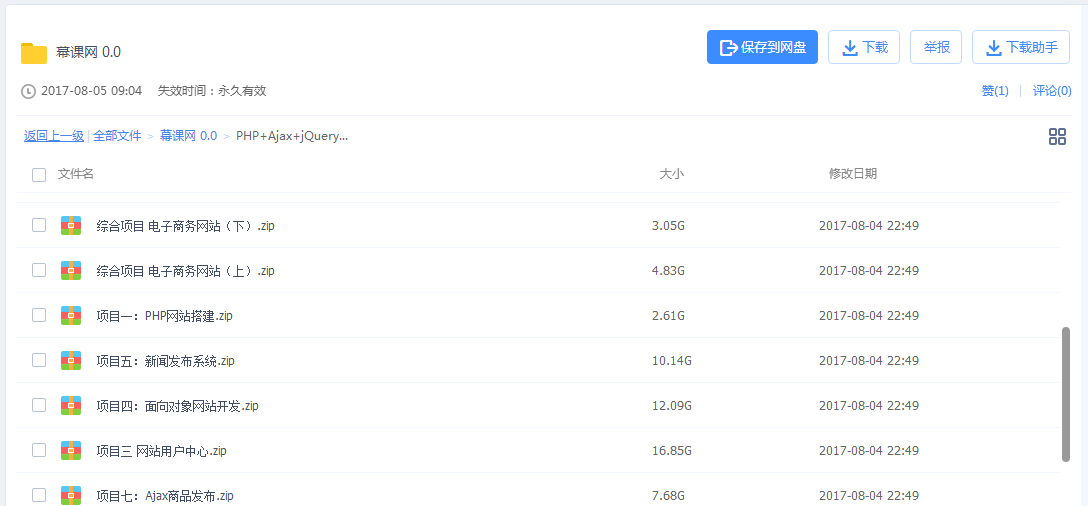 幕课网 0.0
保存到网盘 下载 举报 下载助手
2017-08-05 09:04 失效时间：永久有效 赞(1) | 评论(0)
返回上一级 | 全部文件 > 幕课网 0.0 > PHP+Ajax+jQuery...
文件名 大小 修改日期
综合项目 电子商务网站（下）.zip 3.05G 2017-08-04 22:49
综合项目 电子商务网站（上）.zip 4.83G 2017-08-04 22:49
项目一：PHP网站搭建.zip 2.61G 2017-08-04 22:49
项目五：新闻发布系统.zip 10.14G 2017-08-04 22:49
项目四：面向对象网站开发.zip 12.09G 2017-08-04 22:49
项目三 网站用户中心.zip 16.85G 2017-08-04 22:49
项目七：Ajax商品发布.zip 7.68G 2017-08-04 22:49